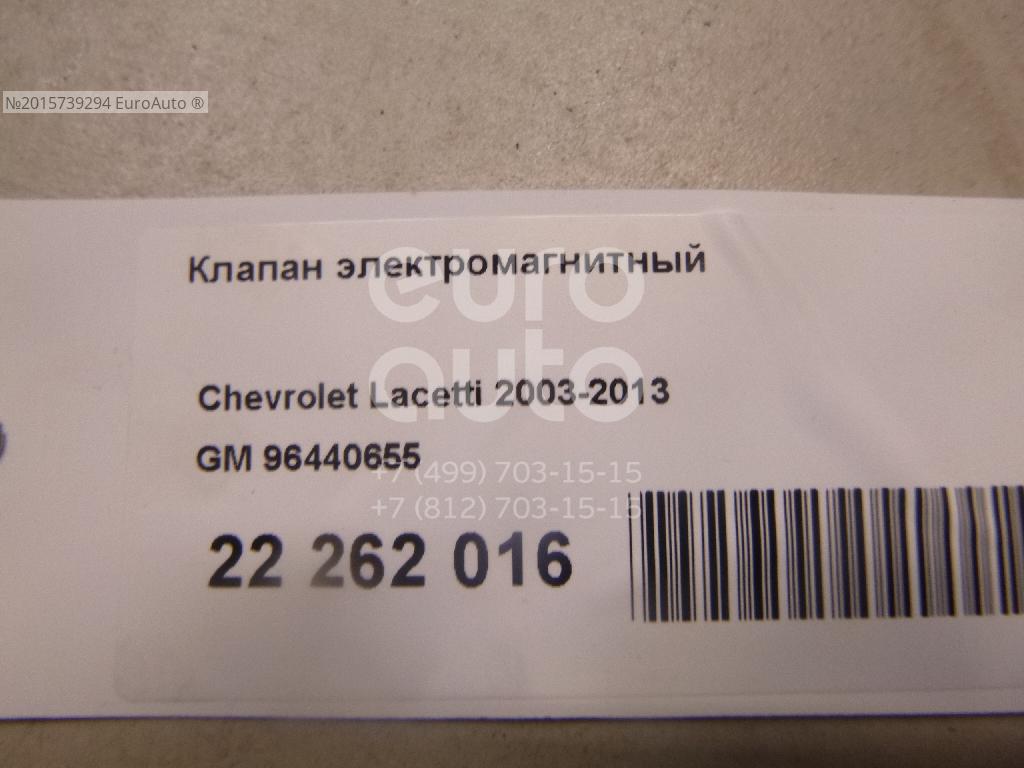 №2015739294 EuroAuto ®
Клапан электромагнитный
euro
auto
Chevrolet Lacetti 2003-2013
GM 96440655
+7 (499) 703-15-15
+7 (812) 703-15-15
22 262 016